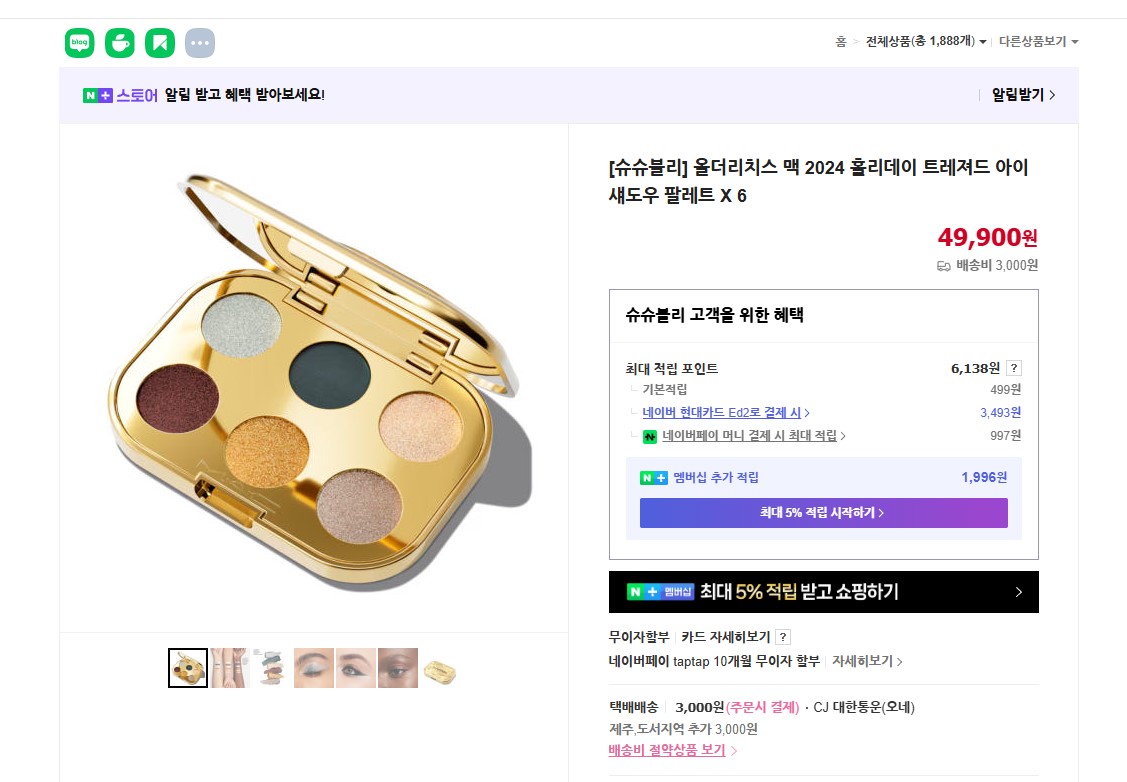 blog
홈 > 전체상품(총 1,888개) 다른상품보기
N+ 스토어 알림 받고 혜택 받아보세요!
알림받기 >
[슈슈블리] 올더리치스 맥 2024 홀리데이 트레져드 아이
섀도우 팔레트 X 6
49,900원
배송비 3,000원
슈슈블리 고객을 위한 혜택
최대 적립 포인트 6,138원 ?
기본적립 499원
네이버 현대카드 Ed2로 결제 시 > 3,493원
네이버페이 머니 결제 시 최대 적립 > 997원
N+ 멤버십 추가 적립 1,996원
최대 5% 적립 시작하기 >
N+ 멤버십 최대 5% 적립 받고 쇼핑하기 >
무이자할부 카드 자세히보기 ?
네이버페이 taptap 10개월 무이자 할부 자세히보기 >
택배배송 3,000원(주문시 결제) · CJ 대한통운(오네)
제주,도서지역 추가 3,000원
배송비 절약상품 보기 >